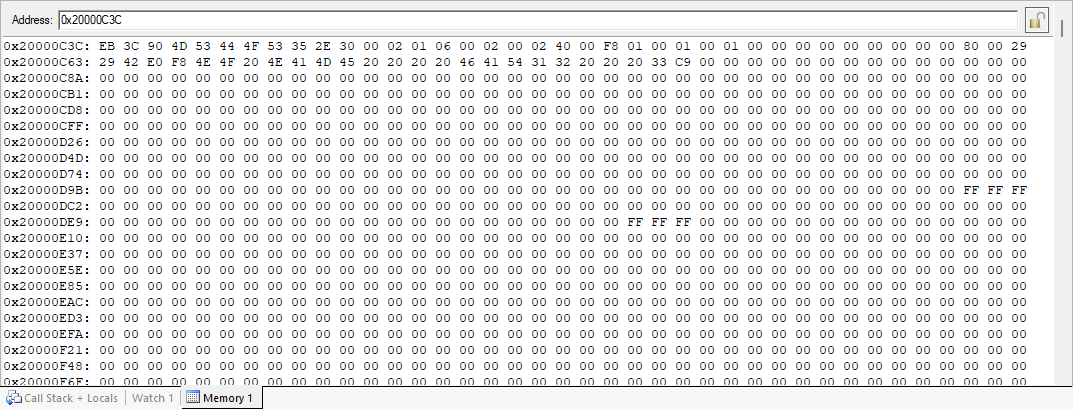 Address: 0x20000C3C
0x20000C3C: EB 3C 90 4D 53 44 4F 53 35 2E 30 00 02 01 06 00 02 00 02 40 00 F8 01 00 01 00 01 00 00 00 00 00 00 00 00 00 80 00 29
0x20000C63: 29 42 E0 F8 4E 4F 20 4E 41 4D 45 20 20 20 20 46 41 54 31 32 20 20 20 33 C9 00 00 00 00 00 00 00 00 00 00 00 00 00 00
0x20000C8A: 00 00 00 00 00 00 00 00 00 00 00 00 00 00 00 00 00 00 00 00 00 00 00 00 00 00 00 00 00 00 00 00 00 00 00 00 00 00 00
0x20000CB1: 00 00 00 00 00 00 00 00 00 00 00 00 00 00 00 00 00 00 00 00 00 00 00 00 00 00 00 00 00 00 00 00 00 00 00 00 00 00 00
0x20000CD8: 00 00 00 00 00 00 00 00 00 00 00 00 00 00 00 00 00 00 00 00 00 00 00 00 00 00 00 00 00 00 00 00 00 00 00 00 00 00 00
0x20000CFF: 00 00 00 00 00 00 00 00 00 00 00 00 00 00 00 00 00 00 00 00 00 00 00 00 00 00 00 00 00 00 00 00 00 00 00 00 00 00 00
0x20000D26: 00 00 00 00 00 00 00 00 00 00 00 00 00 00 00 00 00 00 00 00 00 00 00 00 00 00 00 00 00 00 00 00 00 00 00 00 00 00 00
0x20000D4D: 00 00 00 00 00 00 00 00 00 00 00 00 00 00 00 00 00 00 00 00 00 00 00 00 00 00 00 00 00 00 00 00 00 00 00 00 00 00 00
0x20000D74: 00 00 00 00 00 00 00 00 00 00 00 00 00 00 00 00 00 00 00 00 00 00 00 00 00 00 00 00 00 00 00 00 00 00 00 00 00 00 00
0x20000D9B: 00 00 00 00 00 00 00 00 00 00 00 00 00 00 00 00 00 00 00 00 00 00 00 00 00 00 00 00 00 00 00 00 00 00 00 00 FF FF FF
0x20000DC2: 00 00 00 00 00 00 00 00 00 00 00 00 00 00 00 00 00 00 00 00 00 00 00 00 00 00 00 00 00 00 00 00 00 00 00 00 00 00 00
0x20000DE9: 00 00 00 00 00 00 00 00 00 00 00 00 00 00 00 00 00 00 00 00 00 00 FF FF FF 00 00 00 00 00 00 00 00 00 00 00 00 00 00
0x20000E10: 00 00 00 00 00 00 00 00 00 00 00 00 00 00 00 00 00 00 00 00 00 00 00 00 00 00 00 00 00 00 00 00 00 00 00 00 00 00 00
0x20000E37: 00 00 00 00 00 00 00 00 00 00 00 00 00 00 00 00 00 00 00 00 00 00 00 00 00 00 00 00 00 00 00 00 00 00 00 00 00 00 00
0x20000E5E: 00 00 00 00 00 00 00 00 00 00 00 00 00 00 00 00 00 00 00 00 00 00 00 00 00 00 00 00 00 00 00 00 00 00 00 00 00 00 00
0x20000E85: 00 00 00 00 00 00 00 00 00 00 00 00 00 00 00 00 00 00 00 00 00 00 00 00 00 00 00 00 00 00 00 00 00 00 00 00 00 00 00
0x20000EAC: 00 00 00 00 00 00 00 00 00 00 00 00 00 00 00 00 00 00 00 00 00 00 00 00 00 00 00 00 00 00 00 00 00 00 00 00 00 00 00
0x20000ED3: 00 00 00 00 00 00 00 00 00 00 00 00 00 00 00 00 00 00 00 00 00 00 00 00 00 00 00 00 00 00 00 00 00 00 00 00 00 00 00
0x20000EFA: 00 00 00 00 00 00 00 00 00 00 00 00 00 00 00 00 00 00 00 00 00 00 00 00 00 00 00 00 00 00 00 00 00 00 00 00 00 00 00
0x20000F21: 00 00 00 00 00 00 00 00 00 00 00 00 00 00 00 00 00 00 00 00 00 00 00 00 00 00 00 00 00 00 00 00 00 00 00 00 00 00 00
0x20000F48: 00 00 00 00 00 00 00 00 00 00 00 00 00 00 00 00 00 00 00 00 00 00 00 00 00 00 00 00 00 00 00 00 00 00 00 00 00 00 00
0x20000F6F: 00 00 00 00 00 00 00 00 00 00 00 00 00 00 00 00 00 00 00 00 00 00 00 00 00 00 00 00 00 00 00 00 00 00 00 00 00 00 00
Call Stack + Locals Watch 1 Memory 1